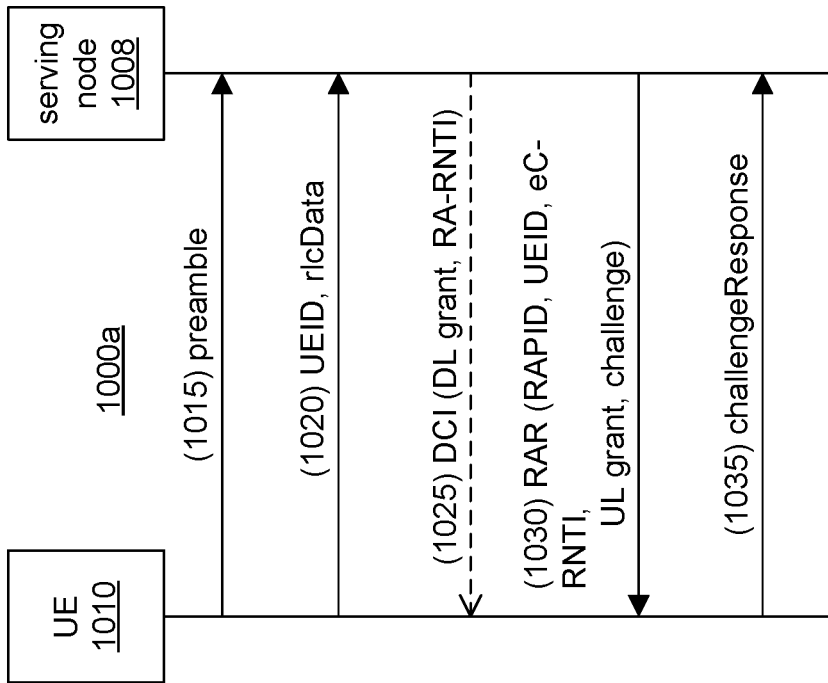 UE
1010
serving
node
1008
1000a
(1015) preamble
(1020) UEID, rlcData
(1025) DCI (DL grant, RA-RNTI)
(1030) RAR (RAPID, UEID, eC-
RNTI,
UL grant, challenge)
(1035) challengeResponse